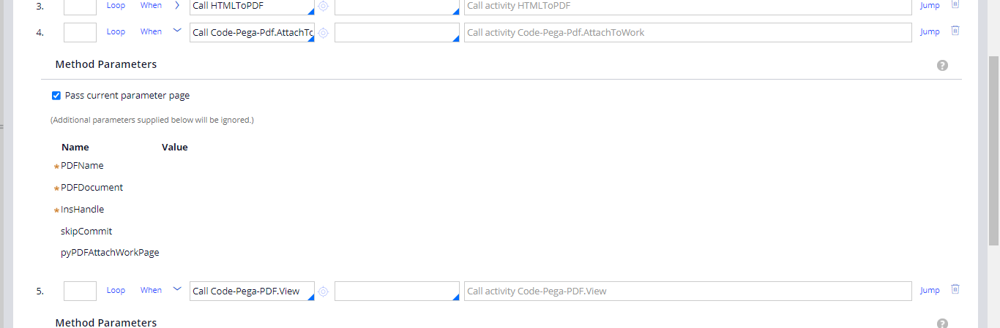 3. Loop When Call HTMLToPDF Call activity HTMLToPDF Jump
4. Loop When Call Code-Pega-Pdf.AttachTo Call activity Code-Pega-Pdf.AttachToWork Jump
Method Parameters ?
Pass current parameter page
(Additional parameters supplied below will be ignored.)
Name Value
*PDFName
*PDFDocument
*InsHandle
skipCommit
pyPDFAttachWorkPage
5. Loop When Call Code-Pega-PDF.View Call activity Code-Pega-PDF.View Jump
Method Parameters ?